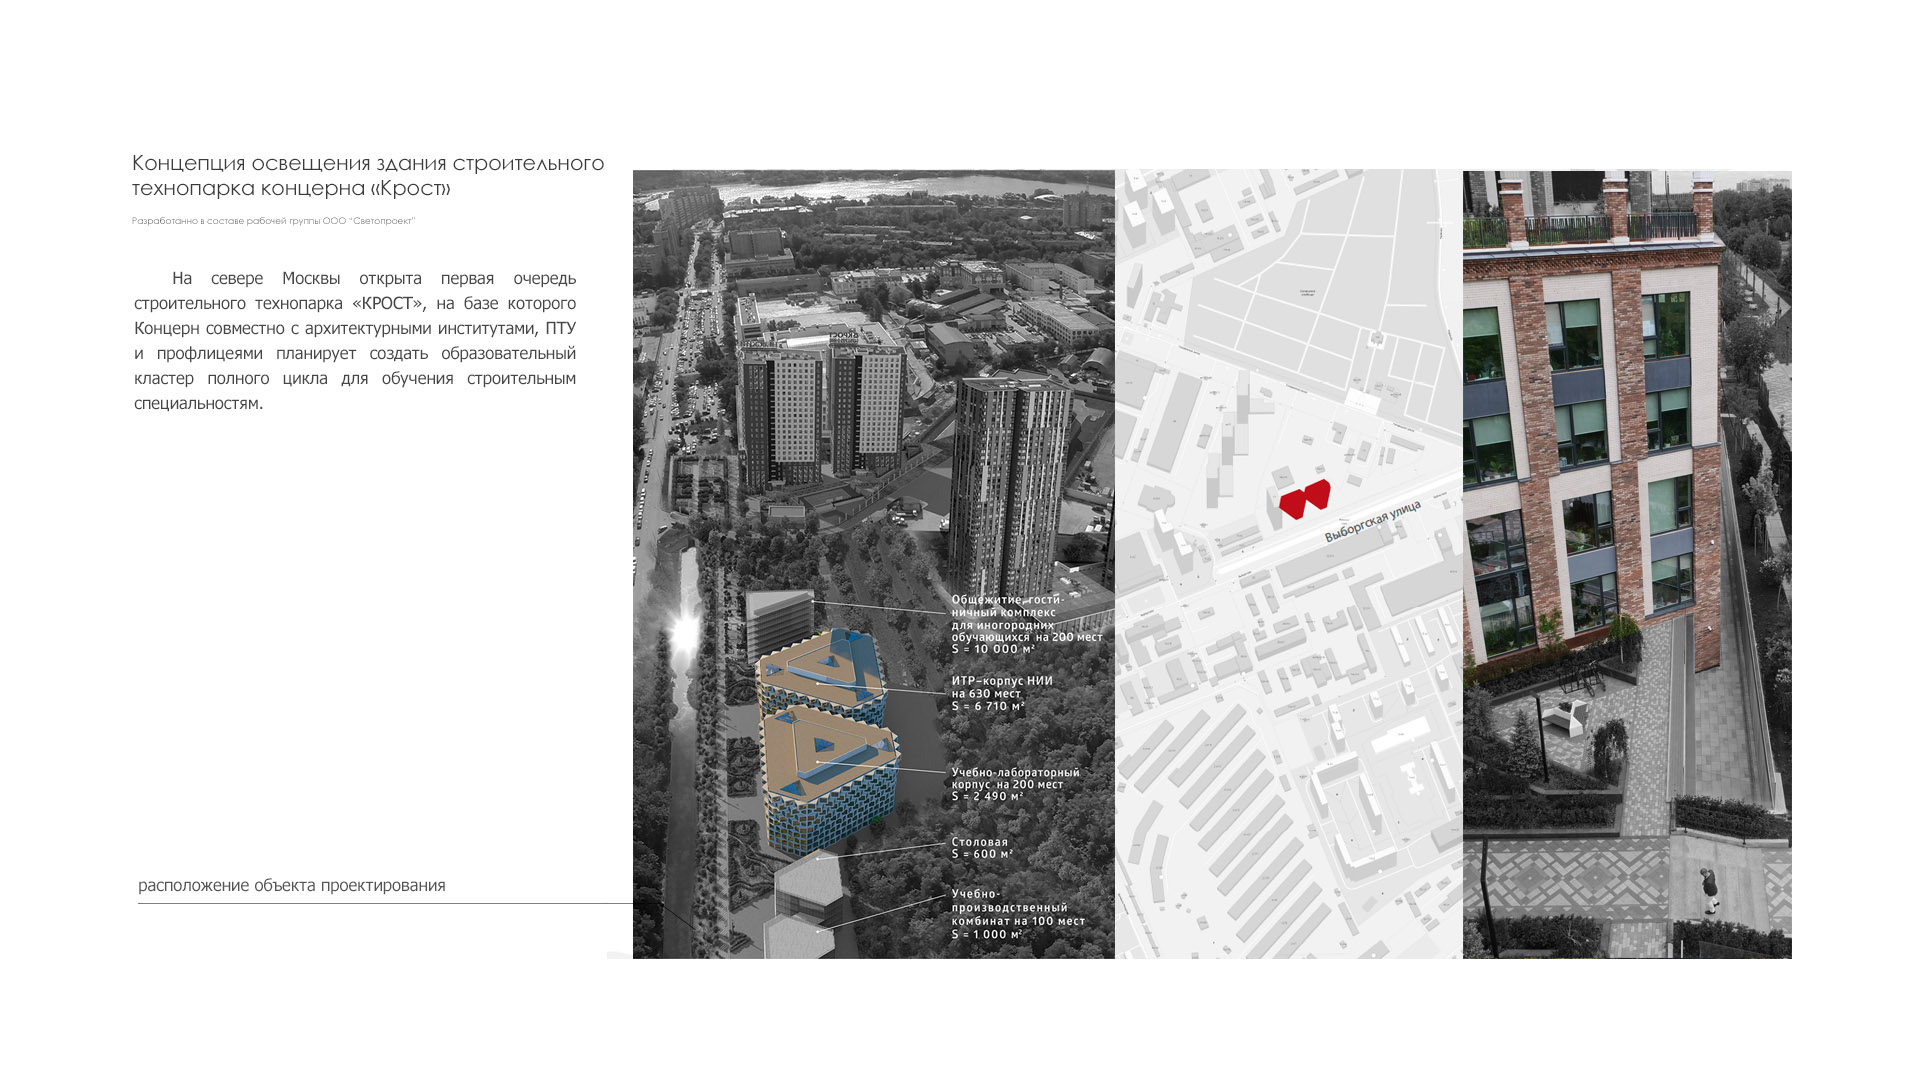 Концепция освещения здания строительного
технопарка концерна «Крост»
Разработанно в составе рабочей группы ООО "Светопроект"
На севере Москвы открыта первая очередь
строительного технопарка «КРОСТ», на базе которого
Концерн совместно с архитектурными институтами, ПТУ
и профлицеями планирует создать образовательный
кластер полного цикла для обучения строительным
специальностям.
расположение объекта проектирования
Общежитие, гости-
ничный комплекс
для иногородних
обучающихся на 200 мест
S = 10 000 м²
ИТР-корпус НИИ
на 630 мест
S = 6 710 м²
Учебно-лабораторный
корпус на 200 мест
S = 2 490 м²
Столовая
S = 600 м²
Учебно-
производственный
комбинат на 100 мест
S = 1 000 м²
Выборгская улица